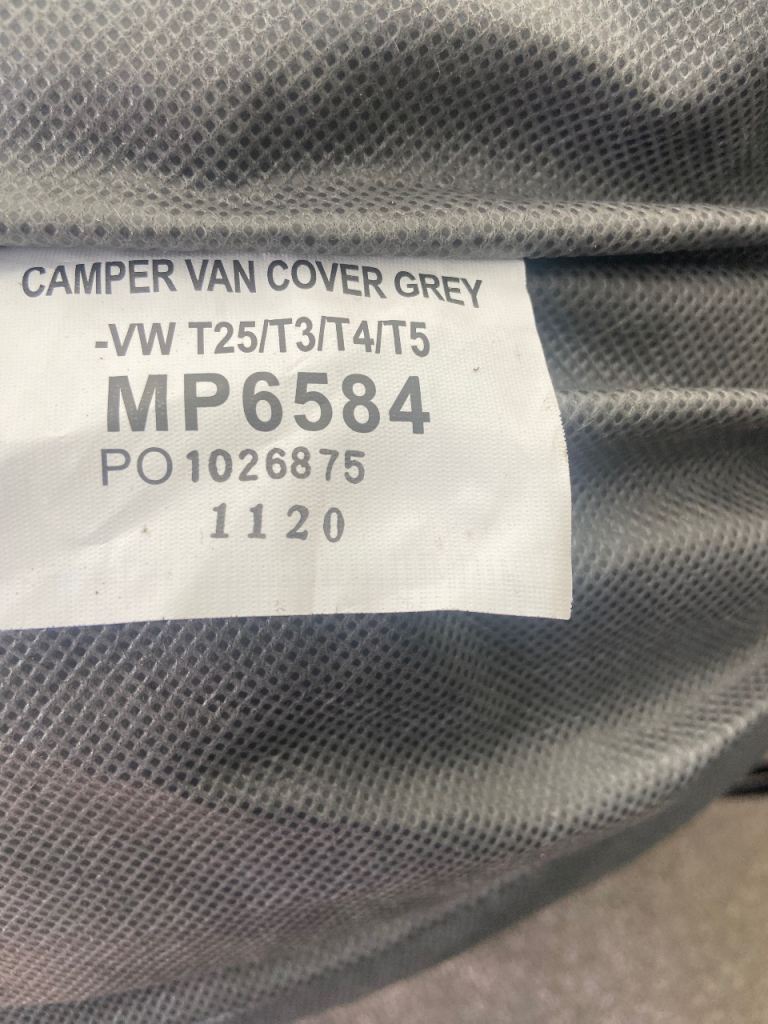 CAMPER VAN COVER GREY
-VW T25/T3/T4/T5
MP6584
PO1026875
1120